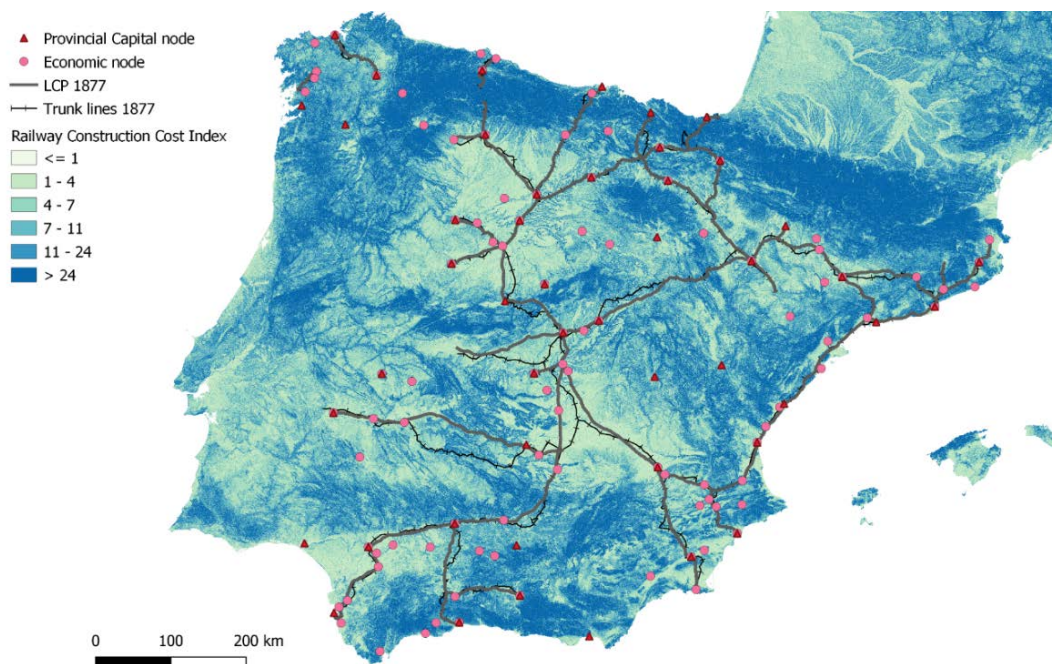 Provincial Capital node
Economic node
LCP 1877
Trunk lines 1877
Railway Construction Cost Index
<= 1
1 - 4
4 - 7
7 - 11
11 - 24
> 24
0 100 200 km